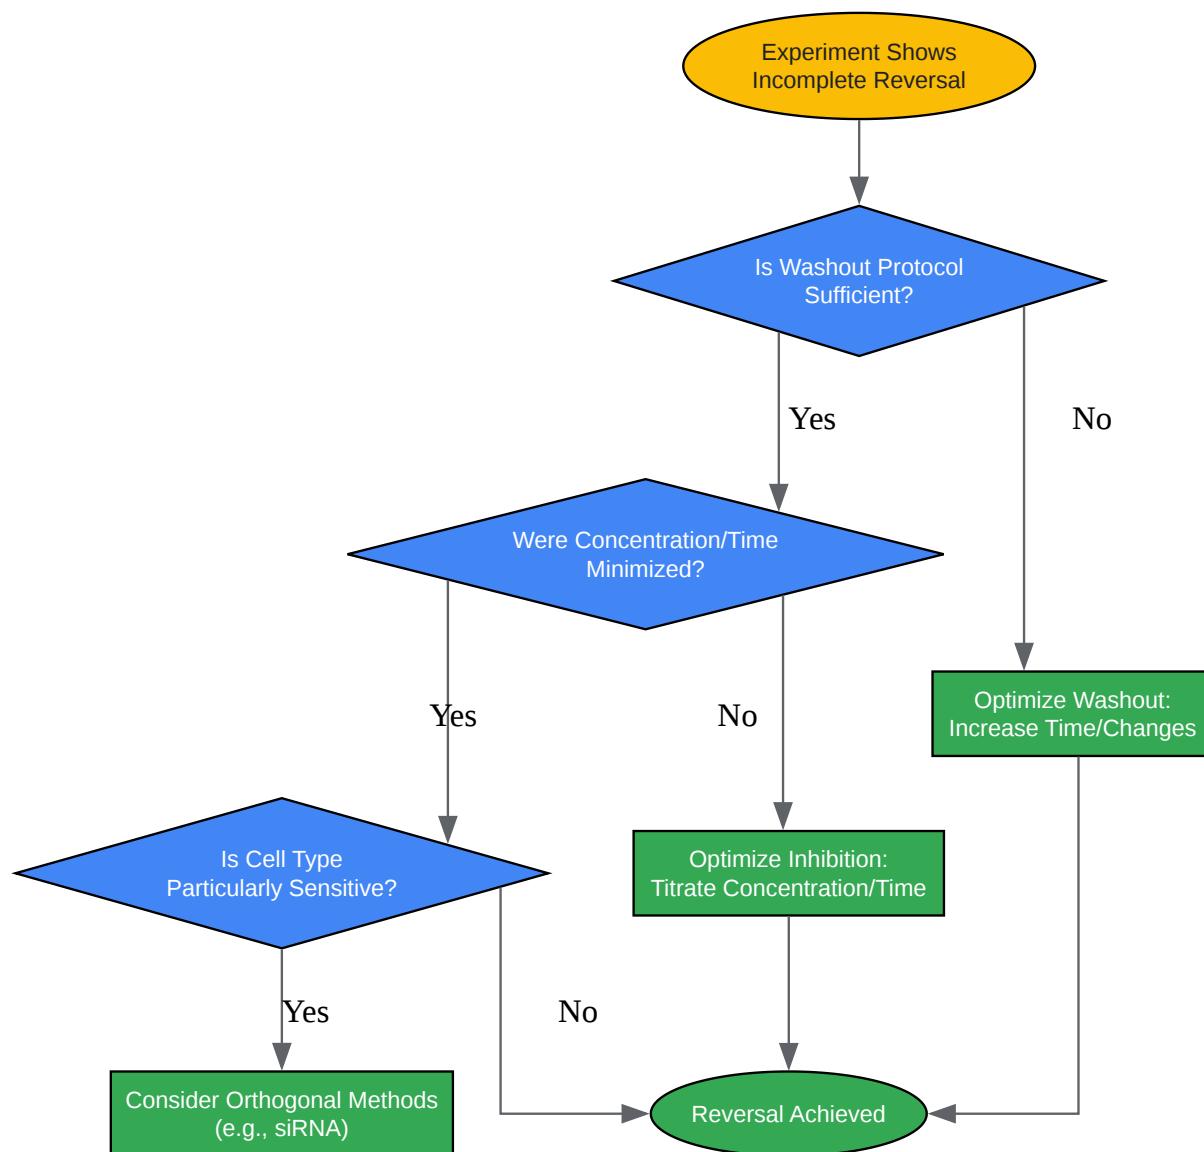 Experiment Shows
Incomplete Reversal
Is Washout Protocol
Sufficient?
Yes
No
Were Concentration/Time
Minimized?
Yes
No
Optimize Washout:
Increase Time/Changes
Is Cell Type
Particularly Sensitive?
Optimize Inhibition:
Titrate Concentration/Time
Yes
No
Consider Orthogonal Methods
(e.g., siRNA)
Reversal Achieved